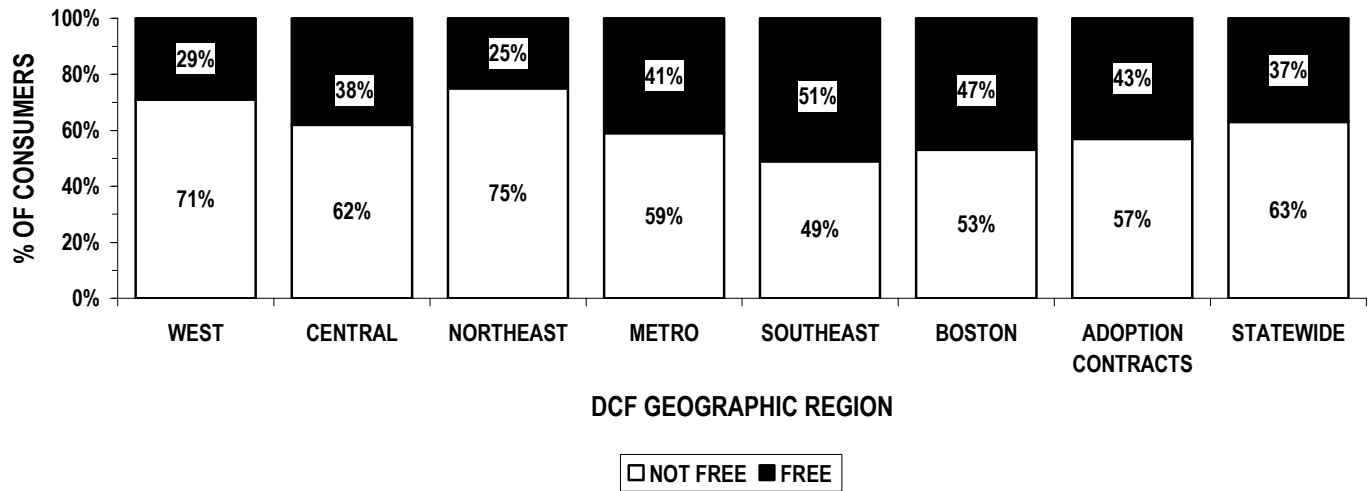 100%
80%
60%
40%
20%
0%
% OF CONSUMERS
29%
38%
25%
41%
51%
47%
43%
37%
71%
62%
75%
59%
49%
53%
57%
63%
WEST
CENTRAL
NORTHEAST
METRO
SOUTHEAST
BOSTON
ADOPTION
CONTRACTS
STATEWIDE
DCF GEOGRAPHIC REGION
NOT FREE
FREE